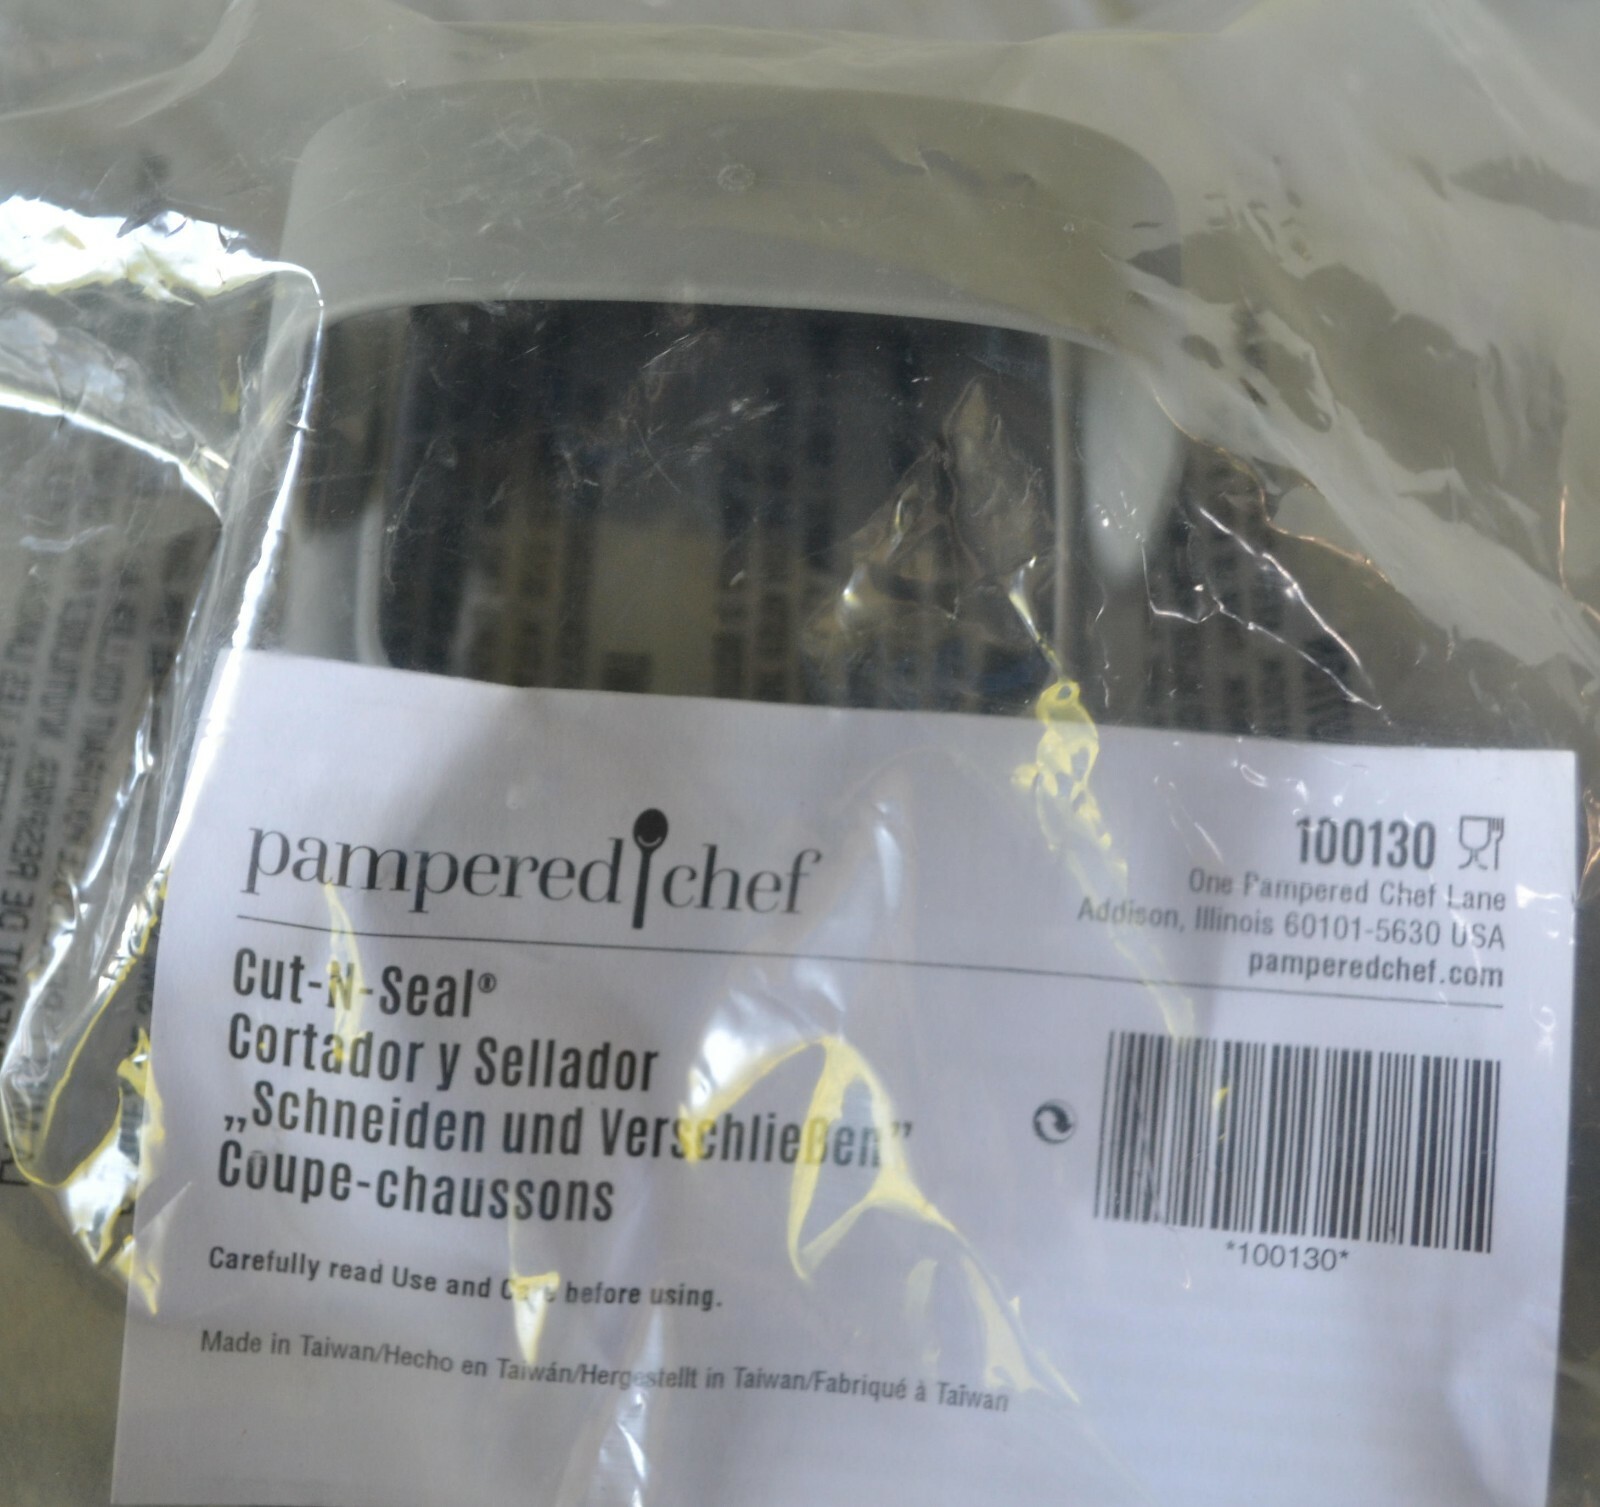 pampered chef
100130
One Pampered Chef Lane
Addison, Illinois 60101-5630 USA
pamperedchef.com
Cut-N-Seal®
Cortador y Sellador
„Schneiden und Verschließen”
Coupe-chaussons
*100130*
Carefully read Use and Care before using.
Made in Taiwan/Hecho en Taiwán/Hergestellt in Taiwan/Fabriqué à Taïwan